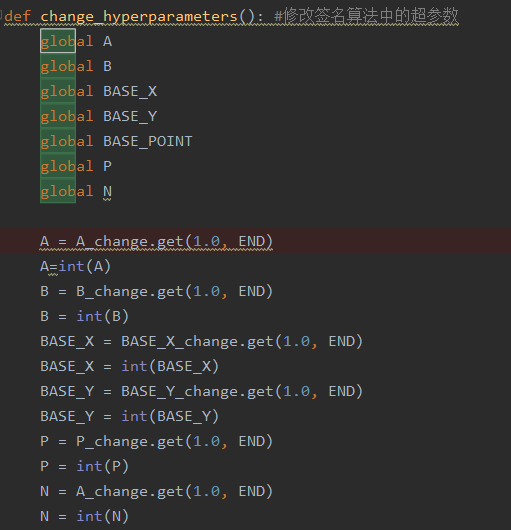 def change_hyperparameters(): #修改签名算法中的超参数
global A
global B
global BASE_X
global BASE_Y
global BASE_POINT
global P
global N
A = A_change.get(1.0, END)
A=int(A)
B = B_change.get(1.0, END)
B = int(B)
BASE_X = BASE_X_change.get(1.0, END)
BASE_X = int(BASE_X)
BASE_Y = BASE_Y_change.get(1.0, END)
BASE_Y = int(BASE_Y)
P = P_change.get(1.0, END)
P = int(P)
N = A_change.get(1.0, END)
N = int(N)